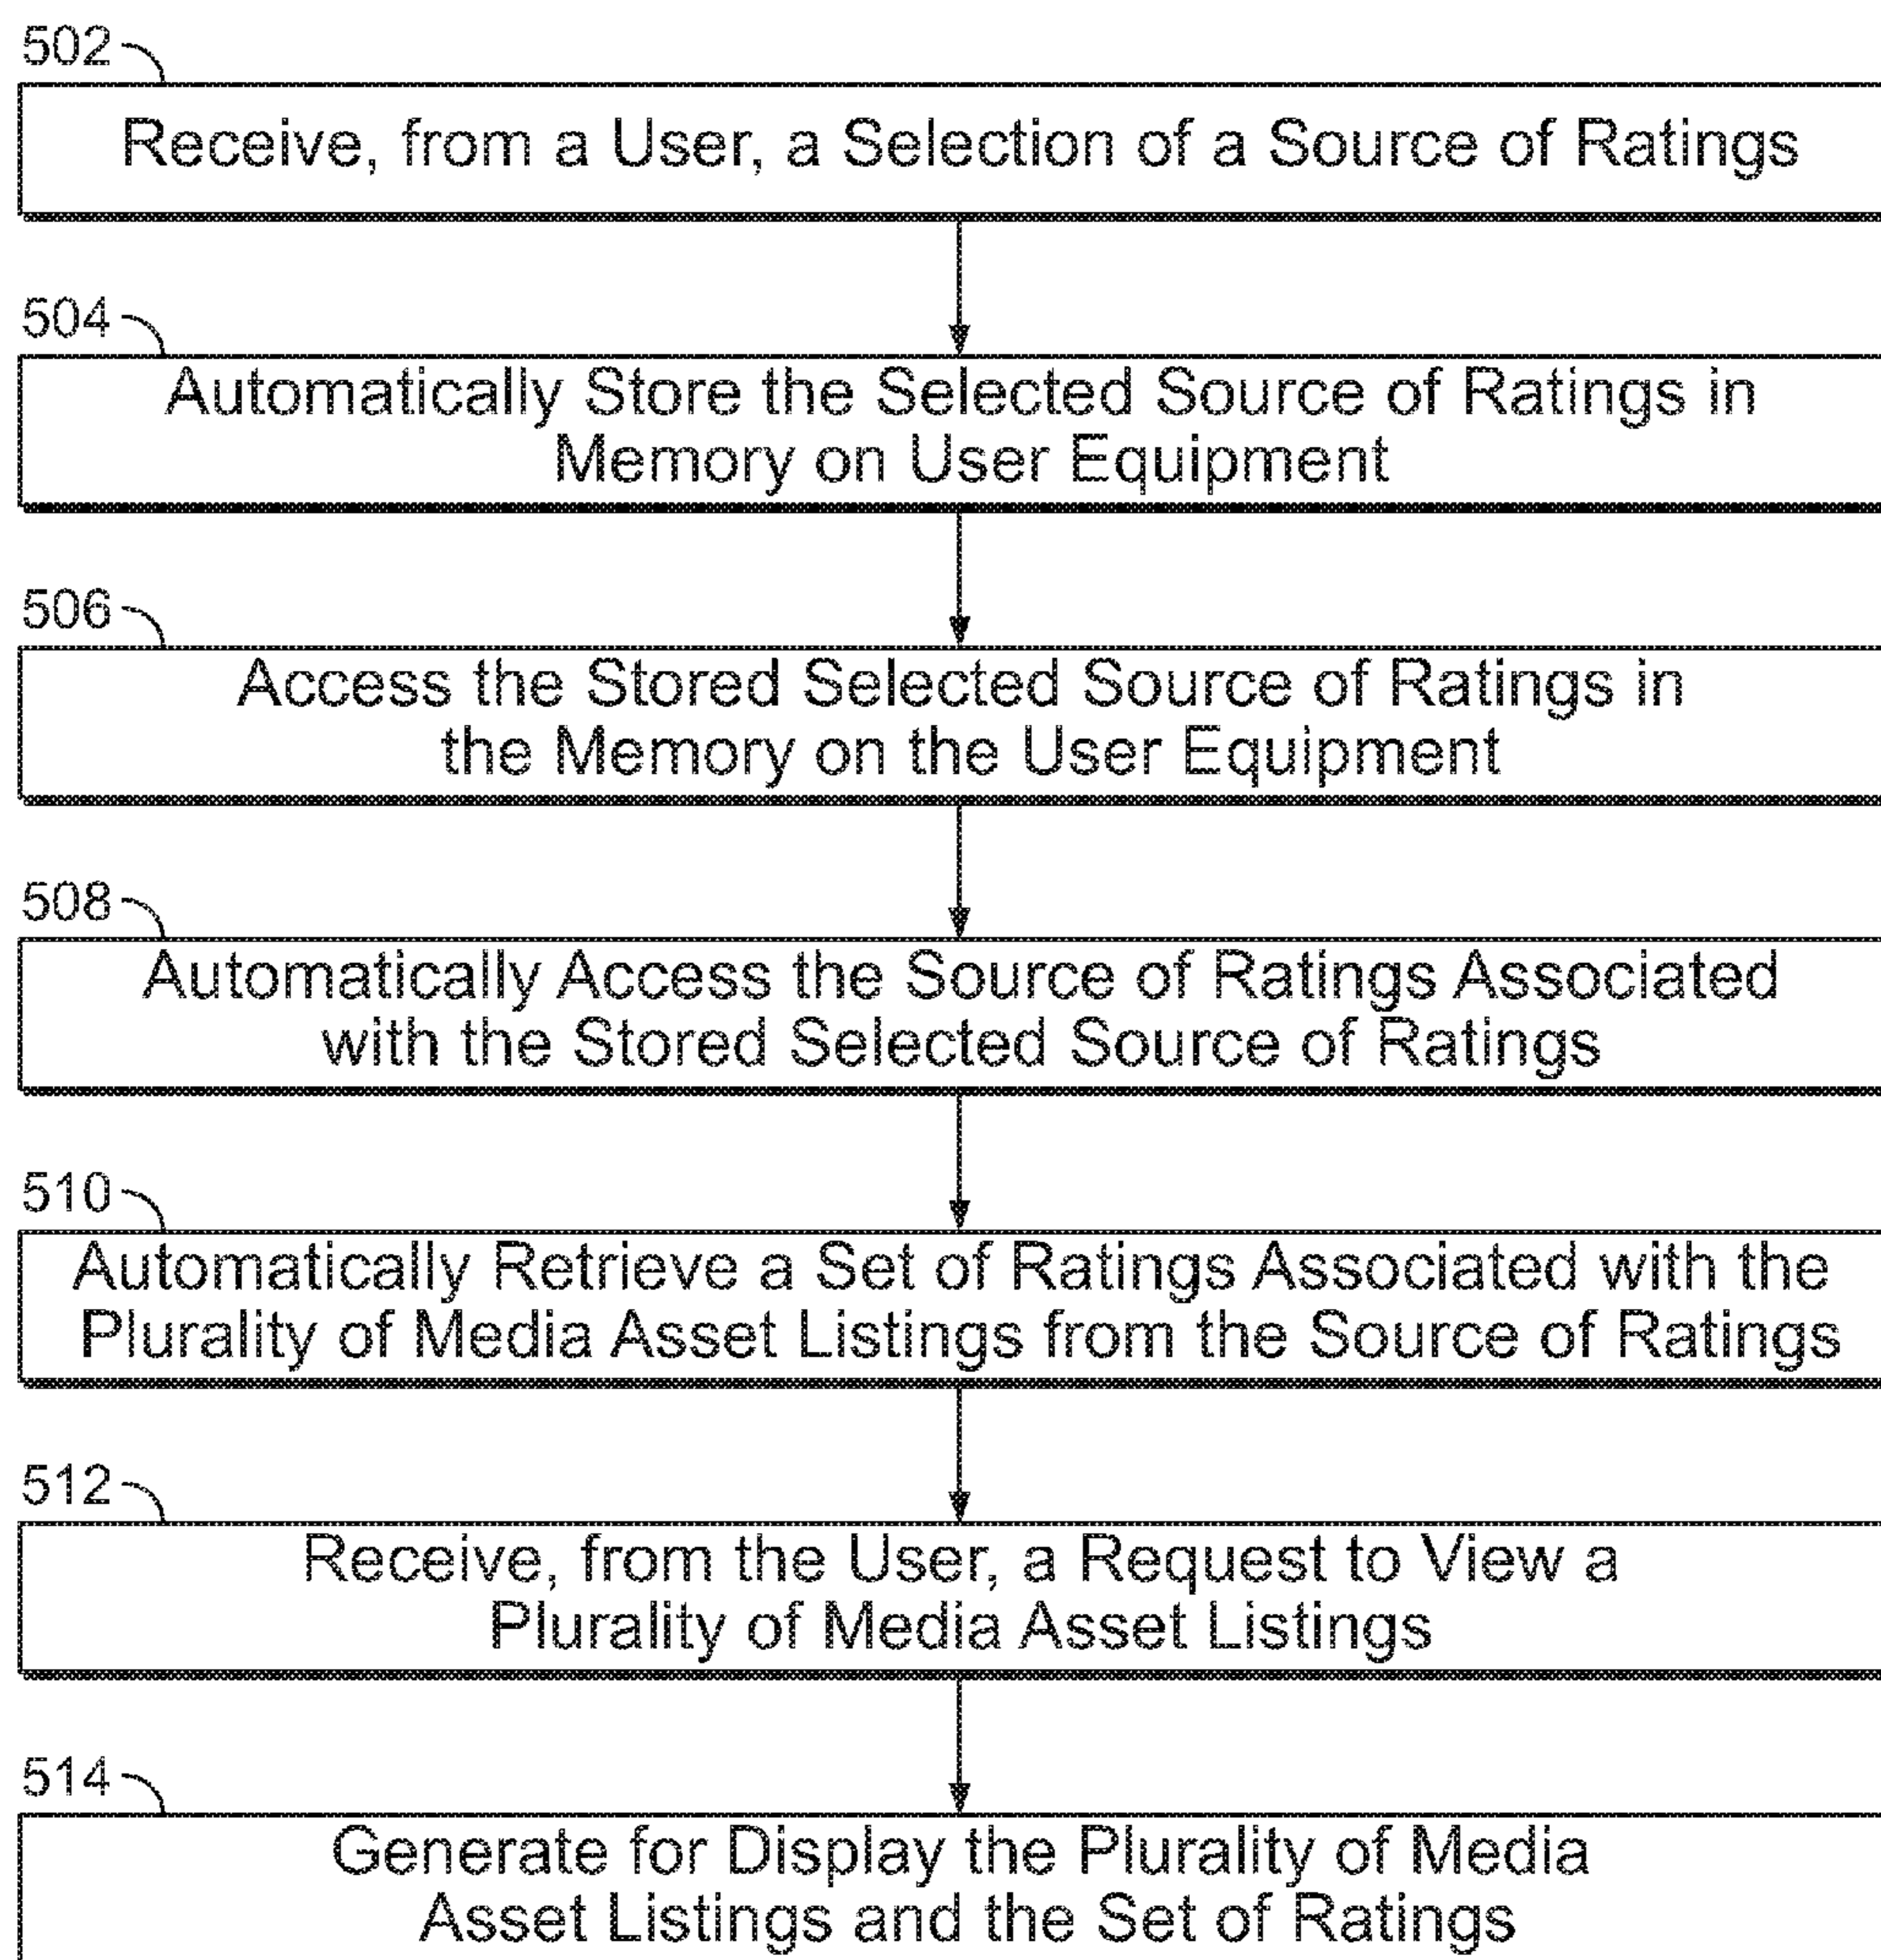 502
Receive, from a User, a Selection of a Source of Ratings
504
Automatically Store the Selected Source of Ratings in
Memory on User Equipment
506
Access the Stored Selected Source of Ratings in
the Memory on the User Equipment
508
Automatically Access the Source of Ratings Associated
with the Stored Selected Source of Ratings
510
Automatically Retrieve a Set of Ratings Associated with the
Plurality of Media Asset Listings from the Source of Ratings
512
Receive, from the User, a Request to View a
Plurality of Media Asset Listings
514
Generate for Display the Plurality of Media
Asset Listings and the Set of Ratings